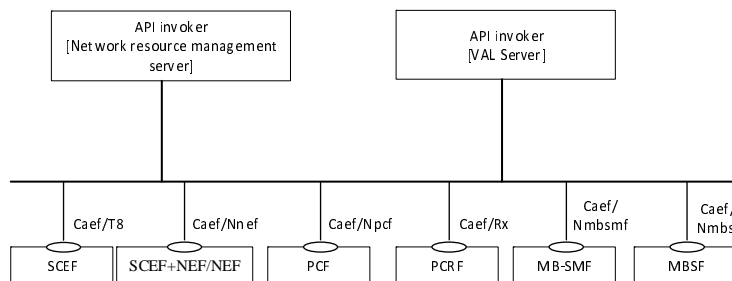 API invoker
[Network resource management
server]
API invoker
[VAL Server]
Caef/T8
Caef/Nnef
Caef/Npcf
Caef/Rx
Caef/
Nmbsmf
Caef/
SCEF
SCEF+NEF/NEF
PCF
PCRF
MB-SMF
MBSF